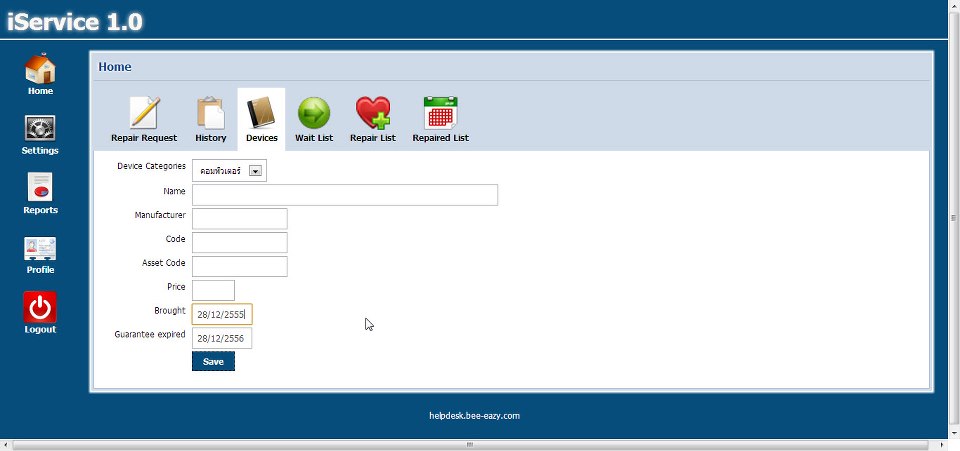 iService 1.0
Home
Settings
Reports
Profile
Logout
Home
Repair Request
History
Devices
Wait List
Repair List
Repaired List
Device Categories
คอมพิวเตอร์
Name
Manufacturer
Code
Asset Code
Price
Brought
28/12/2555
Guarantee expired
28/12/2556
Save
helpdesk.bee-eazy.com